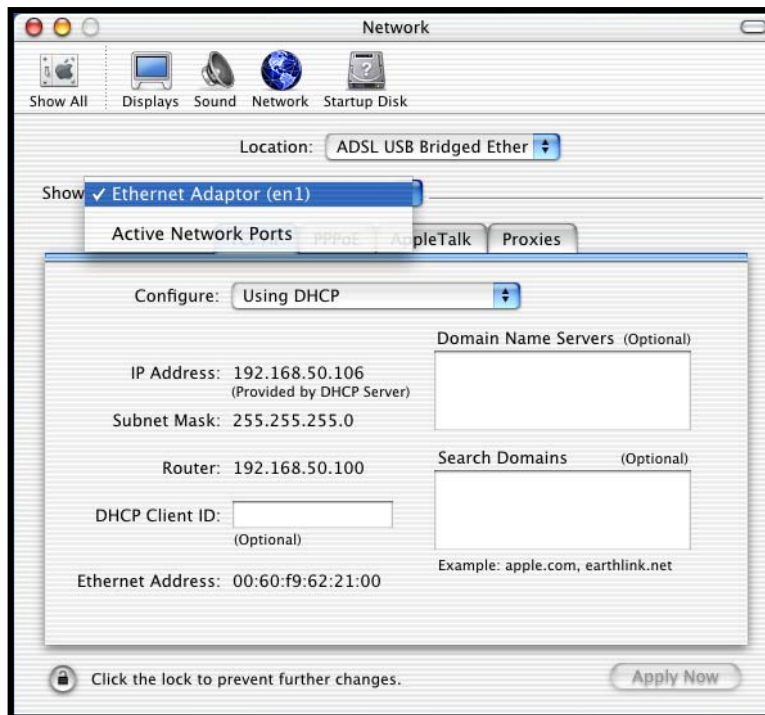 Network
Show All Displays Sound Network Startup Disk
Location: ADSL USB Bridged Ether
Show ✓ Ethernet Adaptor (en1)
Active Network Ports
PPPoE AppleTalk Proxies
Configure: Using DHCP
Domain Name Servers (Optional)
IP Address: 192.168.50.106
(Provided by DHCP Server)
Subnet Mask: 255.255.255.0
Router: 192.168.50.100
Search Domains (Optional)
DHCP Client ID:
(Optional)
Example: apple.com, earthlink.net
Ethernet Address: 00:60:f9:62:21:00
Click the lock to prevent further changes.
Apply Now